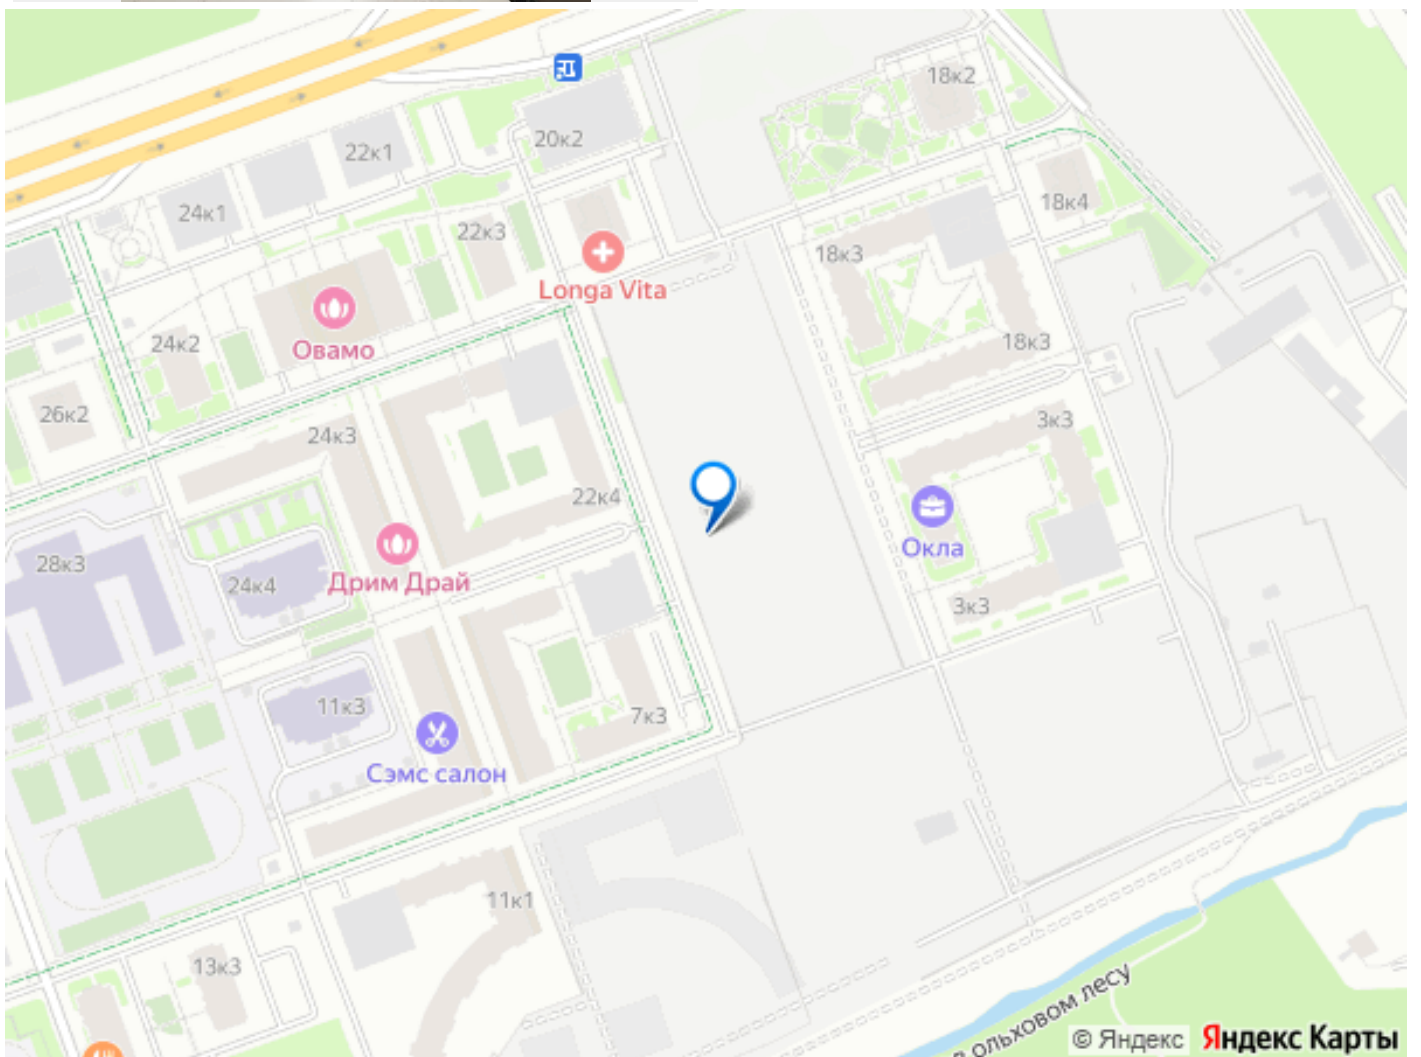 18к2
20к2
22к1
18к4
24к1
22к3
18к3
Longa Vita
24к2
Овамо
18к3
26к2
3к3
24к3
22к4
Окла
28к3
24к4
Дрим Драй
3к3
11к3
7к3
Сэмс салон
11к1
13к3
ольховом лесу
© Яндекс
Яндекс Карты